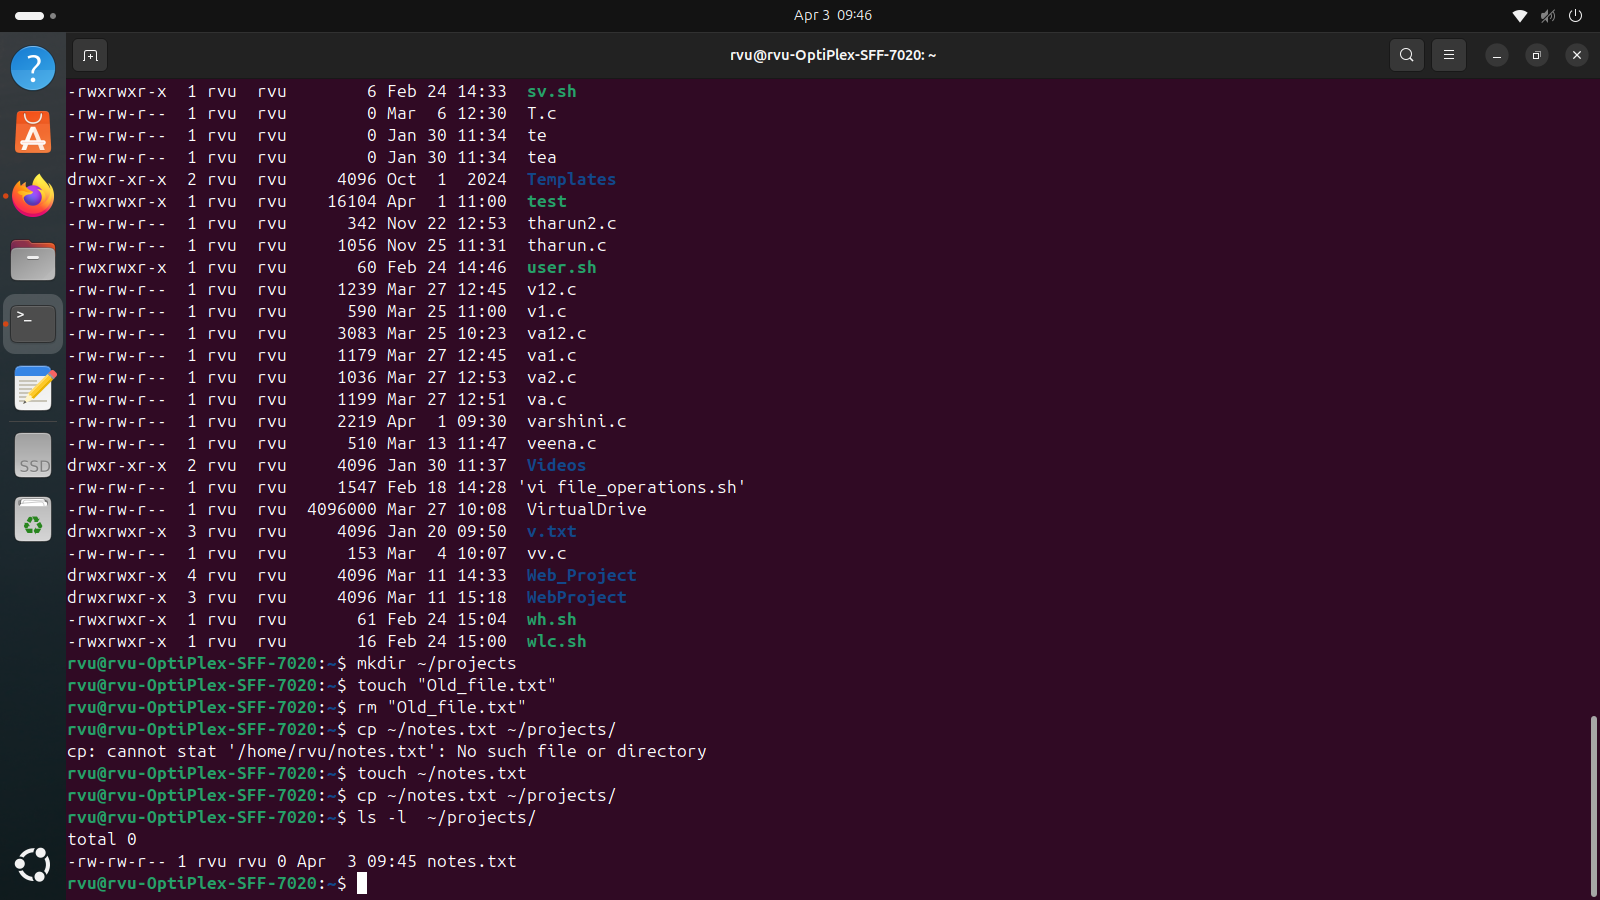 Apr 3 09:46
rvu@rvu-OptiPlex-SFF-7020: ~
-rwxrwxr-x  1 rvu  rvu        6 Feb 24 14:33  sv.sh
-rw-rw-r--  1 rvu  rvu        0 Mar  6 12:30  T.c
-rw-rw-r--  1 rvu  rvu        0 Jan 30 11:34  te
-rw-rw-r--  1 rvu  rvu        0 Jan 30 11:34  tea
drwxr-xr-x  2 rvu  rvu     4096 Oct  1  2024  Templates
-rwxrwxr-x  1 rvu  rvu    16104 Apr  1 11:00  test
-rw-rw-r--  1 rvu  rvu      342 Nov 22 12:53  tharun2.c
-rw-rw-r--  1 rvu  rvu     1056 Nov 25 11:31  tharun.c
-rwxrwxr-x  1 rvu  rvu       60 Feb 24 14:46  user.sh
-rw-rw-r--  1 rvu  rvu     1239 Mar 27 12:45  v12.c
-rw-rw-r--  1 rvu  rvu      590 Mar 25 11:00  v1.c
-rw-rw-r--  1 rvu  rvu     3083 Mar 25 10:23  va12.c
-rw-rw-r--  1 rvu  rvu     1179 Mar 27 12:45  va1.c
-rw-rw-r--  1 rvu  rvu     1036 Mar 27 12:53  va2.c
-rw-rw-r--  1 rvu  rvu     1199 Mar 27 12:51  va.c
-rw-rw-r--  1 rvu  rvu     2219 Apr  1 09:30  varshini.c
-rw-rw-r--  1 rvu  rvu      510 Mar 13 11:47  veena.c
drwxr-xr-x  2 rvu  rvu     4096 Jan 30 11:37  Videos
-rw-rw-r--  1 rvu  rvu     1547 Feb 18 14:28 'vi file_operations.sh'
-rw-rw-r--  1 rvu  rvu  4096000 Mar 27 10:08  VirtualDrive
drwxrwxr-x  3 rvu  rvu     4096 Jan 20 09:50  v.txt
-rw-rw-r--  1 rvu  rvu      153 Mar  4 10:07  vv.c
drwxrwxr-x  4 rvu  rvu     4096 Mar 11 14:33  Web_Project
drwxrwxr-x  3 rvu  rvu     4096 Mar 11 15:18  WebProject
-rwxrwxr-x  1 rvu  rvu       61 Feb 24 15:04  wh.sh
-rwxrwxr-x  1 rvu  rvu       16 Feb 24 15:00  wlc.sh
rvu@rvu-OptiPlex-SFF-7020:~$ mkdir ~/projects
rvu@rvu-OptiPlex-SFF-7020:~$ touch "Old_file.txt"
rvu@rvu-OptiPlex-SFF-7020:~$ rm "Old_file.txt"
rvu@rvu-OptiPlex-SFF-7020:~$ cp ~/notes.txt ~/projects/
cp: cannot stat '/home/rvu/notes.txt': No such file or directory
rvu@rvu-OptiPlex-SFF-7020:~$ touch ~/notes.txt
rvu@rvu-OptiPlex-SFF-7020:~$ cp ~/notes.txt ~/projects/
rvu@rvu-OptiPlex-SFF-7020:~$ ls -l  ~/projects/
total 0
-rw-rw-r-- 1 rvu rvu 0 Apr  3 09:45 notes.txt
rvu@rvu-OptiPlex-SFF-7020:~$
SSD